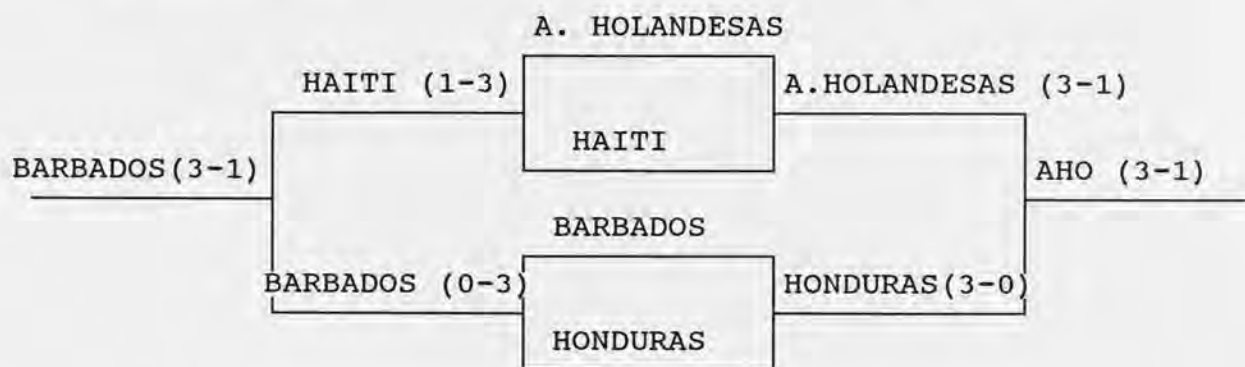 A. HOLANDESAS
HAITI (1-3)
A.HOLANDESAS (3-1)
HAITI
BARBADOS(3-1)
AHO (3-1)
BARBADOS
BARBADOS (0-3)
HONDURAS(3-0)
HONDURAS